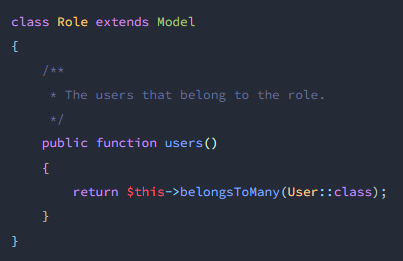 class Role extends Model
{
    /**
     * The users that belong to the role.
     */
    public function users()
    {
        return $this->belongsToMany(User::class);
    }
}